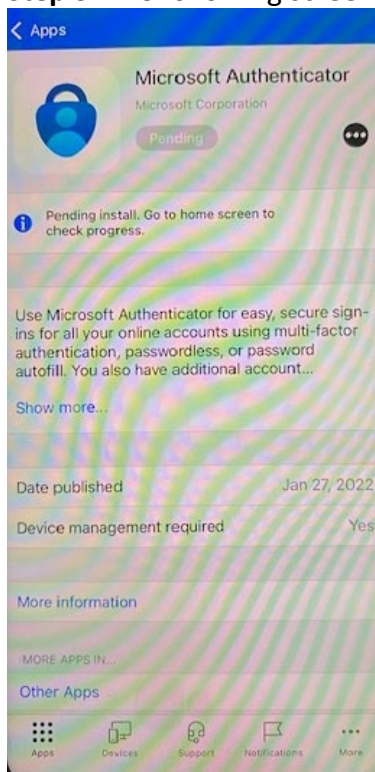 Apps
Microsoft Authenticator
Microsoft Corporation
Pending
Pending install. Go to home screen to
check progress.
Use Microsoft Authenticator for easy, secure sign-
ins for all your online accounts using multi-factor
authentication, passwordless, or password
autofill. You also have additional account...
Show more...
Date published Jan 27, 2022
Device management required Yes
More information
MORE APPS IN...
Other Apps
Apps Devices Support Notifications More